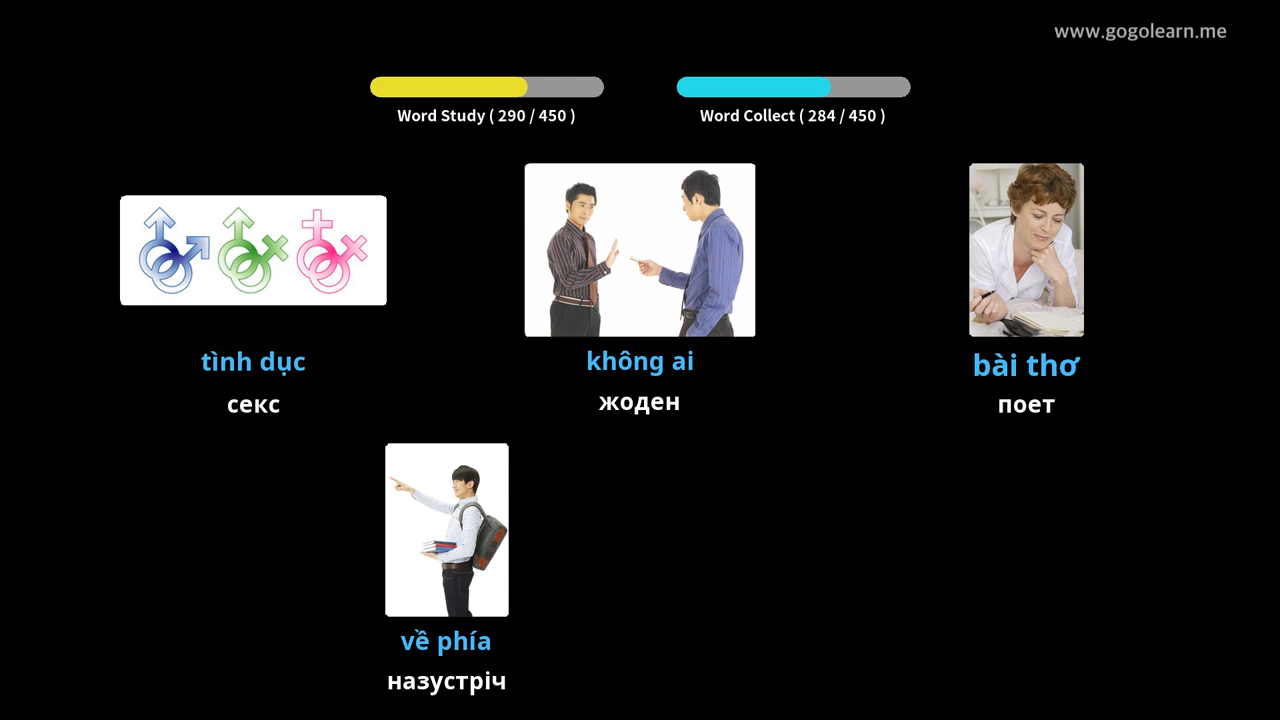 www.gogolearn.me
Word Study ( 290 / 450 )
Word Collect ( 284 / 450 )
tình dục
không ai
bài thơ
секс
жоден
поет
về phía
назустріч